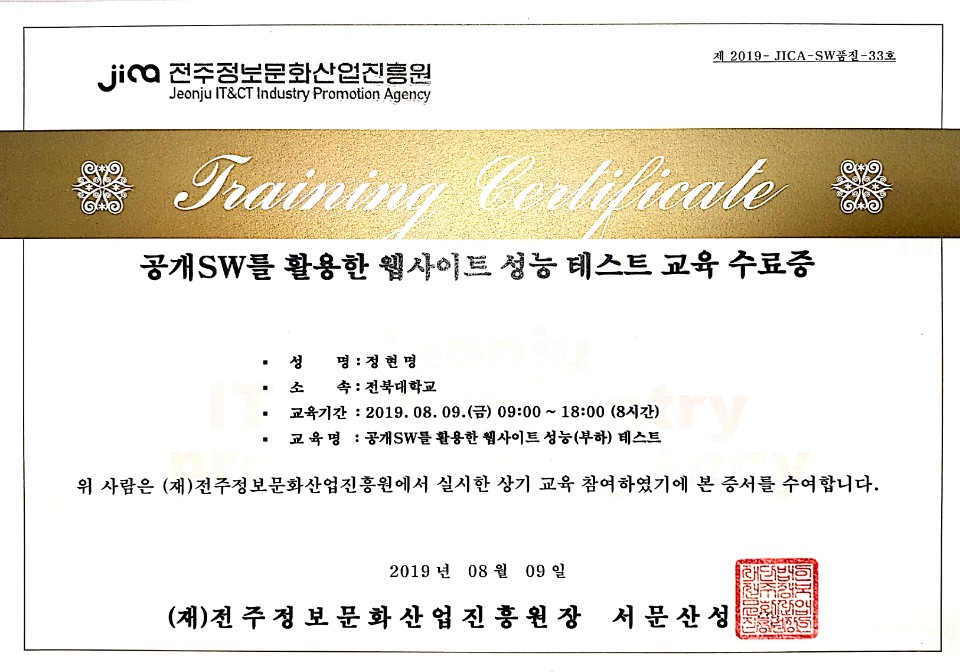 제 2019- JICA-SW품질-33호
jica 전주정보문화산업진흥원
Jeonju IT&CT Industry Promotion Agency
Training Certificate
공개SW를 활용한 웹사이트 성능 테스트 교육 수료증
▪ 성 명 : 정현명
▪ 소 속 : 전북대학교
▪ 교육기간 : 2019. 08. 09.(금) 09:00 ~ 18:00 (8시간)
▪ 교 육 명 : 공개SW를 활용한 웹사이트 성능(부하) 테스트
위 사람은 (재)전주정보문화산업진흥원에서 실시한 상기 교육 참여하였기에 본 증서를 수여합니다.
2019 년 08 월 09 일
(재)전주정보문화산업진흥원장 서문산성